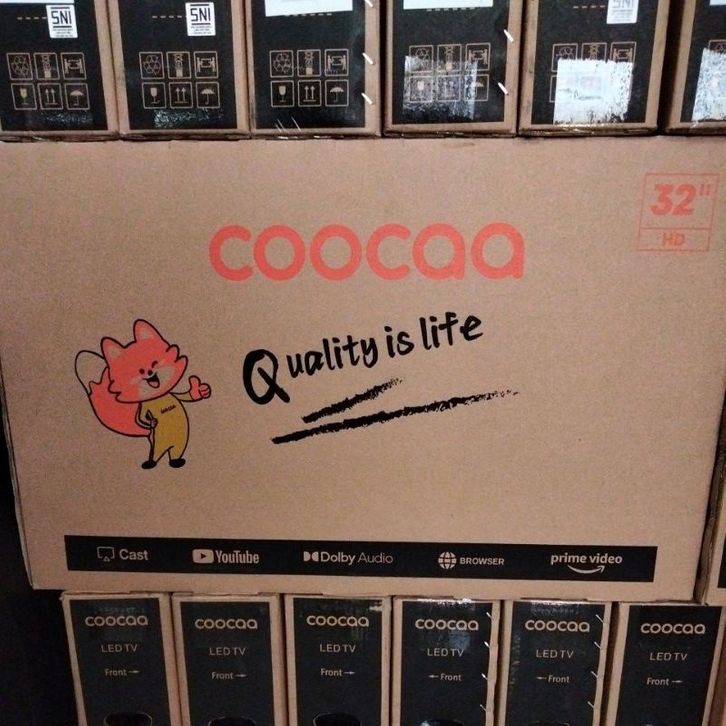 SNI
SNI
SNI
32"
HD
coocaa
Quality is life
coocaa
Cast
YouTube
Dolby Audio
BROWSER
prime video
coocaa
LED TV
Front →
coocaa
LED TV
Front →
coocaa
LED TV
Front →
coocaa
LED TV
← Front
coocaa
LED TV
← Front
coocaa
LED TV
Front →